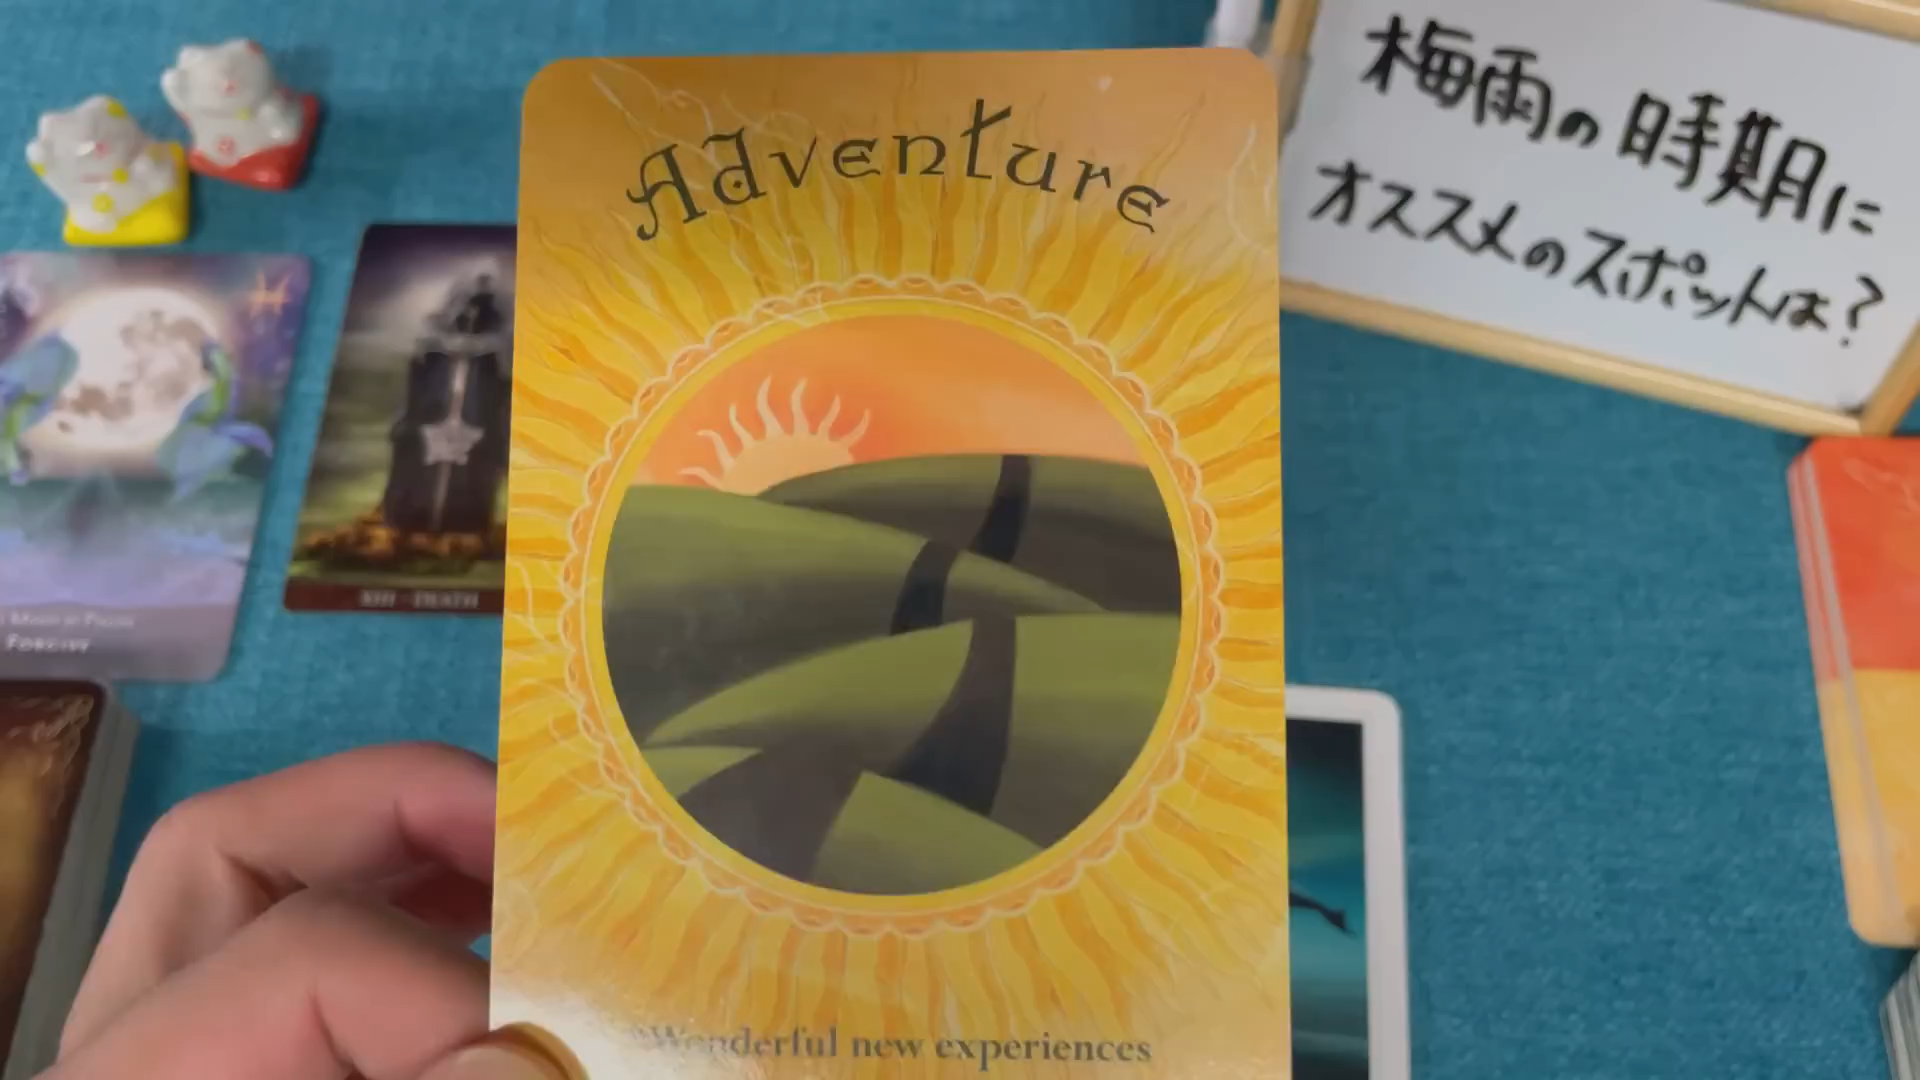 Adventure
Wonderful new experiences
梅雨の時期に
オススメのスポットは?
XIII · DEATH
FORGIVE